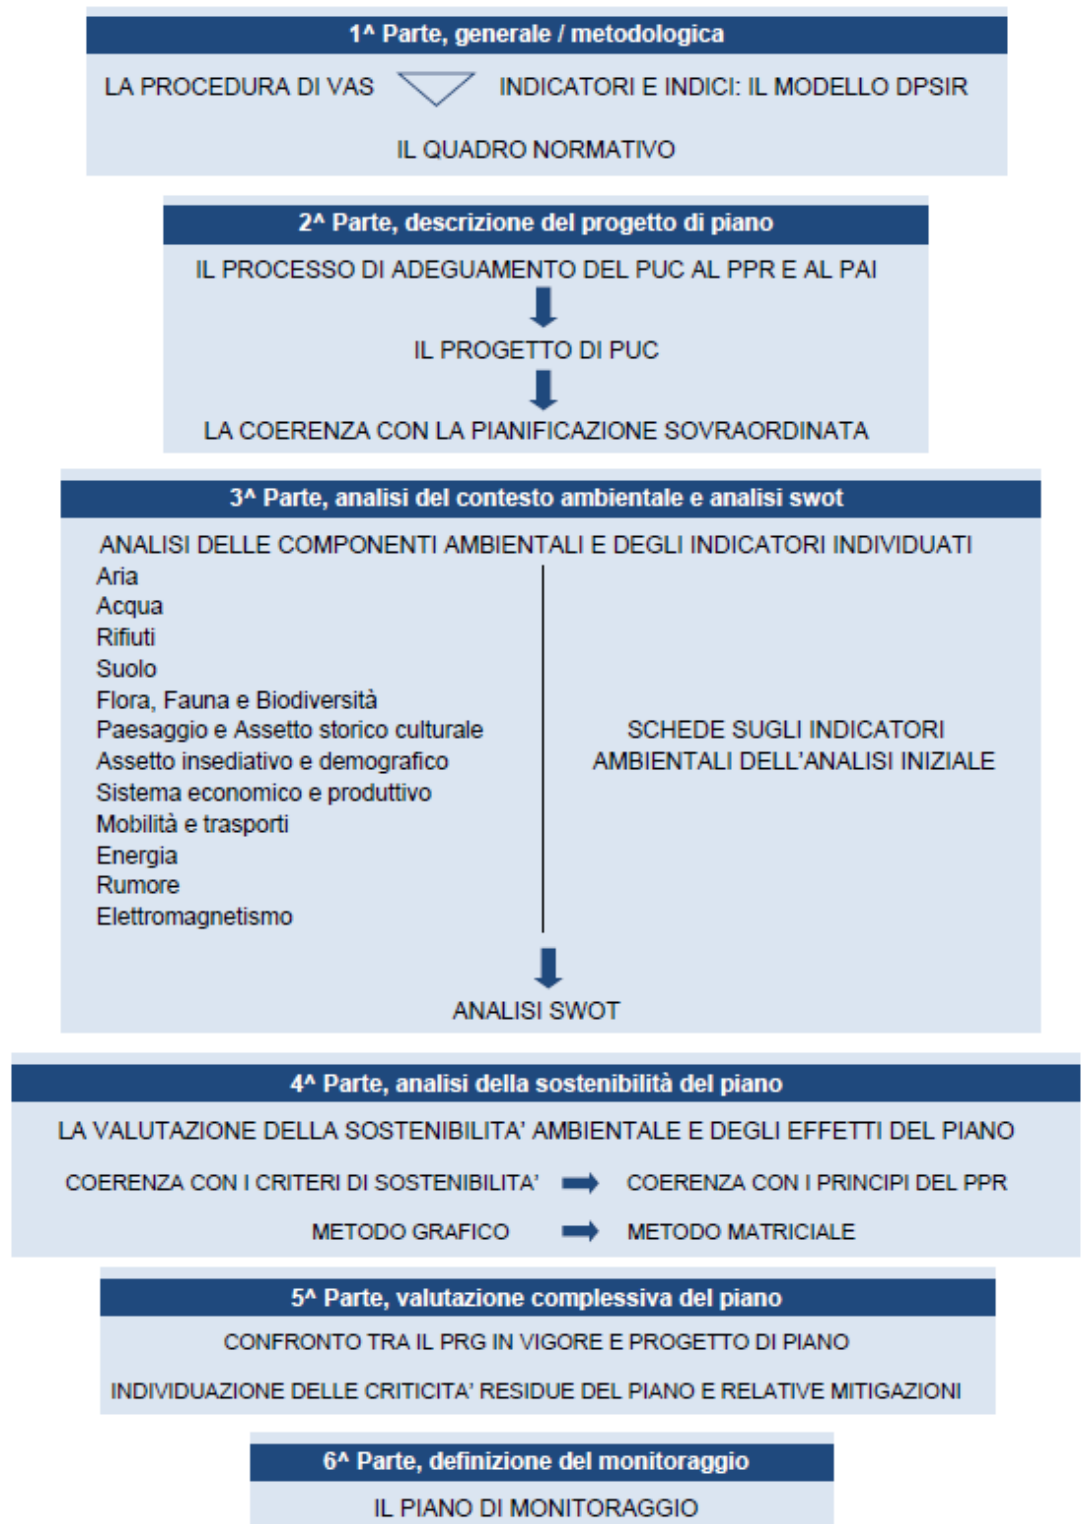 1^ Parte, generale / metodologica
LA PROCEDURA DI VAS INDICATORI E INDICI: IL MODELLO DPSIR
IL QUADRO NORMATIVO
2^ Parte, descrizione del progetto di piano
IL PROCESSO DI ADEGUAMENTO DEL PUC AL PPR E AL PAI
IL PROGETTO DI PUC
LA COERENZA CON LA PIANIFICAZIONE SOVRAORDINATA
3^ Parte, analisi del contesto ambientale e analisi swot
ANALISI DELLE COMPONENTI AMBIENTALI E DEGLI INDICATORI INDIVIDUATI
Aria
Acqua
Rifiuti
Suolo
Flora, Fauna e Biodiversità
Paesaggio e Assetto storico culturale
Assetto insediativo e demografico
Sistema economico e produttivo
Mobilità e trasporti
Energia
Rumore
Elettromagnetismo
SCHEDE SUGLI INDICATORI
AMBIENTALI DELL'ANALISI INIZIALE
ANALISI SWOT
4^ Parte, analisi della sostenibilità del piano
LA VALUTAZIONE DELLA SOSTENIBILITA' AMBIENTALE E DEGLI EFFETTI DEL PIANO
COERENZA CON I CRITERI DI SOSTENIBILITA' COERENZA CON I PRINCIPI DEL PPR
METODO GRAFICO METODO MATRICIALE
5^ Parte, valutazione complessiva del piano
CONFRONTO TRA IL PRG IN VIGORE E PROGETTO DI PIANO
INDIVIDUAZIONE DELLE CRITICITA' RESIDUE DEL PIANO E RELATIVE MITIGAZIONI
6^ Parte, definizione del monitoraggio
IL PIANO DI MONITORAGGIO